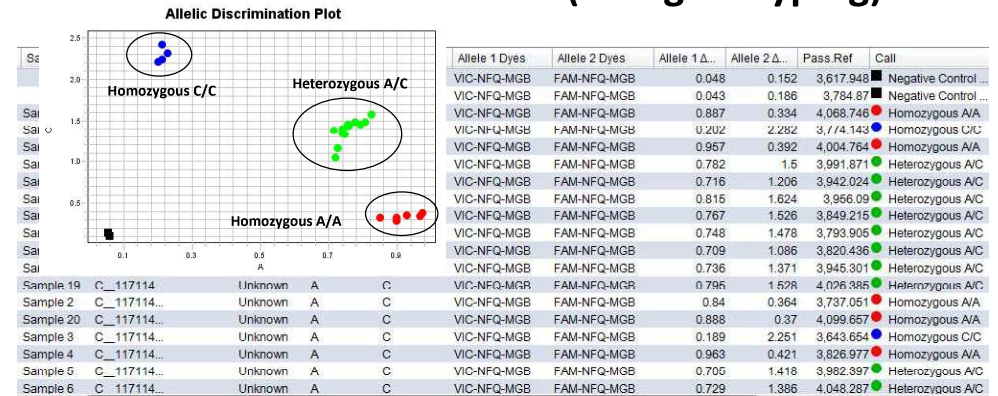 Allelic Discrimination Plot
2.5
2.0
1.5
1.0
0.5
C
0.1 0.3 0.5 0.7 0.9
A
Homozygous C/C
Heterozygous A/C
Homozygous A/A
Allele 1 Dyes Allele 2 Dyes Allele 1 Δ... Allele 2 Δ... Pass.Ref Call
VIC-NFQ-MGB FAM-NFQ-MGB 0.048 0.152 3,617.948 Negative Control ...
VIC-NFQ-MGB FAM-NFQ-MGB 0.043 0.186 3,784.87 Negative Control ...
VIC-NFQ-MGB FAM-NFQ-MGB 0.887 0.334 4,068.746 Homozygous A/A
VIC-NFQ-MGB FAM-NFQ-MGB 0.202 2.282 3,774.143 Homozygous C/C
VIC-NFQ-MGB FAM-NFQ-MGB 0.957 0.392 4,004.764 Homozygous A/A
VIC-NFQ-MGB FAM-NFQ-MGB 0.782 1.5 3,991.871 Heterozygous A/C
VIC-NFQ-MGB FAM-NFQ-MGB 0.716 1.206 3,942.024 Heterozygous A/C
VIC-NFQ-MGB FAM-NFQ-MGB 0.815 1.624 3,956.09 Heterozygous A/C
VIC-NFQ-MGB FAM-NFQ-MGB 0.767 1.526 3,849.215 Heterozygous A/C
VIC-NFQ-MGB FAM-NFQ-MGB 0.748 1.478 3,793.905 Heterozygous A/C
VIC-NFQ-MGB FAM-NFQ-MGB 0.709 1.086 3,820.436 Heterozygous A/C
VIC-NFQ-MGB FAM-NFQ-MGB 0.736 1.371 3,945.301 Heterozygous A/C
Sample 19 C__117114... Unknown A C VIC-NFQ-MGB FAM-NFQ-MGB 0.795 1.528 4,026.385 Heterozygous A/C
Sample 2 C__117114... Unknown A C VIC-NFQ-MGB FAM-NFQ-MGB 0.84 0.364 3,737.051 Homozygous A/A
Sample 20 C__117114... Unknown A C VIC-NFQ-MGB FAM-NFQ-MGB 0.888 0.37 4,099.657 Homozygous A/A
Sample 3 C__117114... Unknown A C VIC-NFQ-MGB FAM-NFQ-MGB 0.189 2.251 3,643.654 Homozygous C/C
Sample 4 C__117114... Unknown A C VIC-NFQ-MGB FAM-NFQ-MGB 0.963 0.421 3,826.977 Homozygous A/A
Sample 5 C__117114... Unknown A C VIC-NFQ-MGB FAM-NFQ-MGB 0.705 1.418 3,982.397 Heterozygous A/C
Sample 6 C__117114... Unknown A C VIC-NFQ-MGB FAM-NFQ-MGB 0.729 1.386 4,048.287 Heterozygous A/C